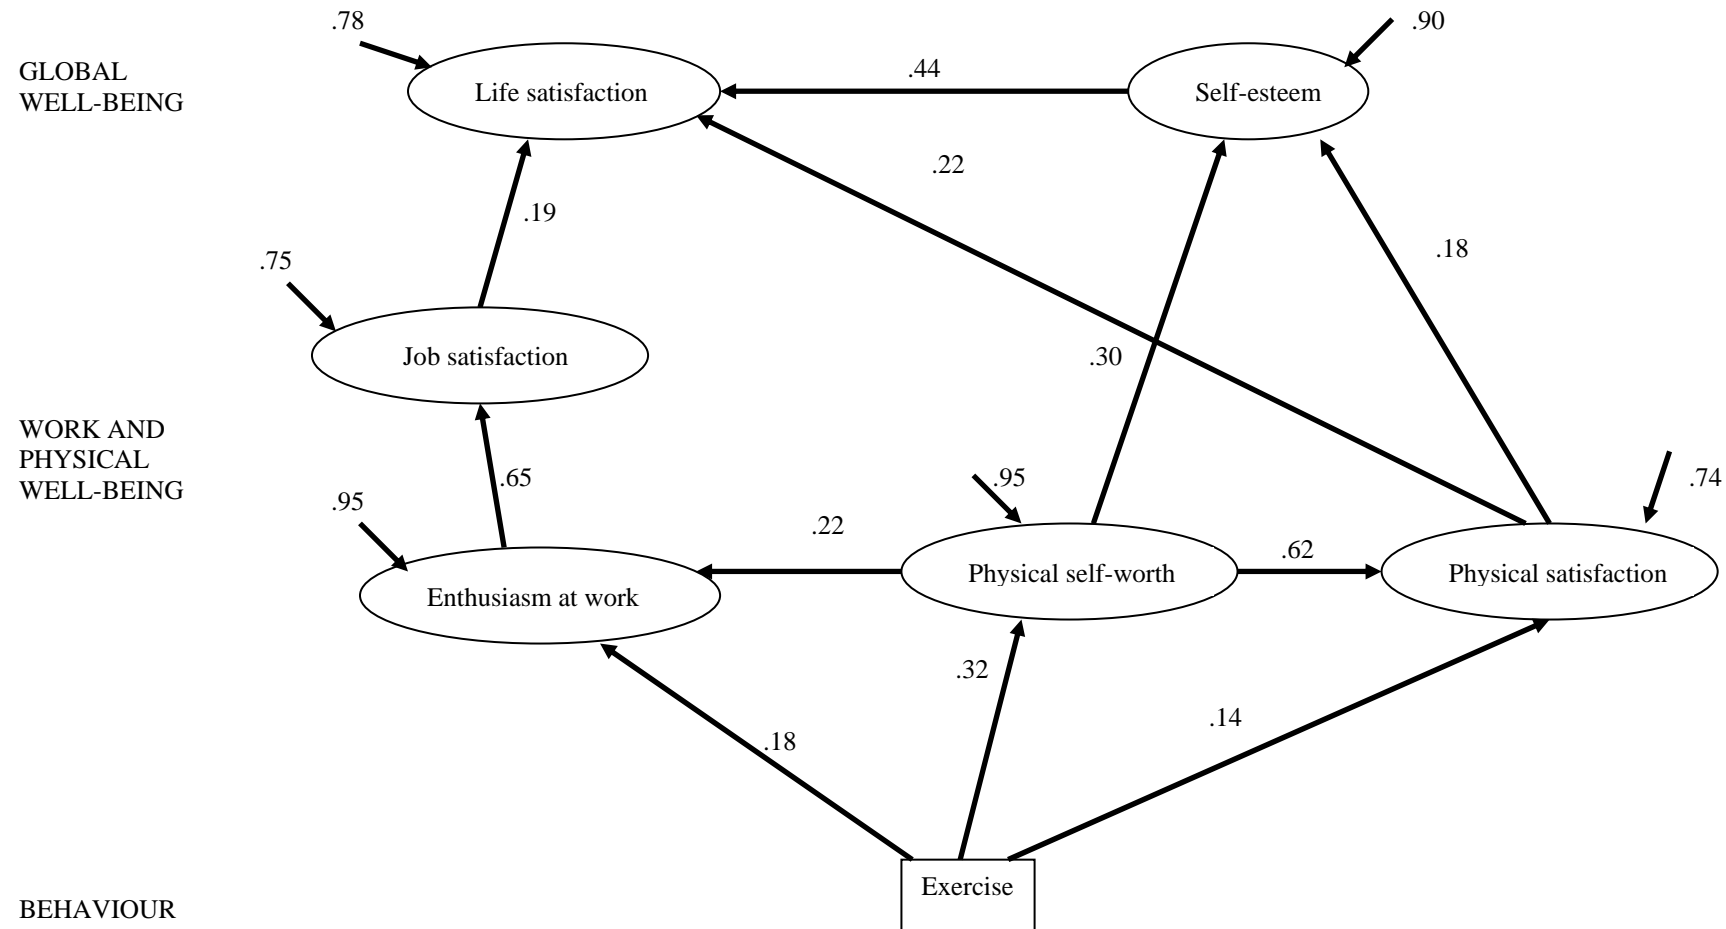 .78
.90
GLOBAL
WELL-BEING
.44
Life satisfaction
Self-esteem
.22
.19
.18
.75
Job satisfaction
.30
WORK AND
PHYSICAL
WELL-BEING
.65
.95
.95
.74
.22
.62
Enthusiasm at work
Physical self-worth
Physical satisfaction
.32
.18
.14
Exercise
BEHAVIOUR